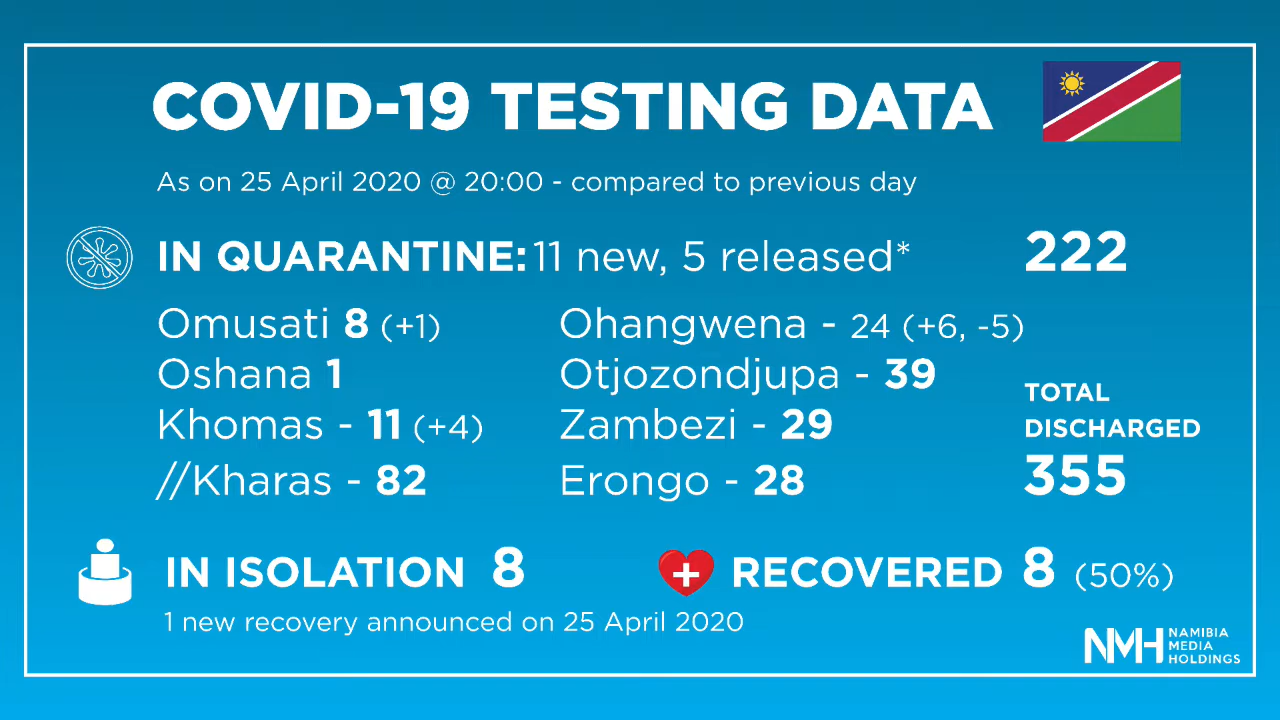 COVID-19 TESTING DATA
As on 25 April 2020 @ 20:00 - compared to previous day
IN QUARANTINE: 11 new, 5 released* 222
Omusati 8 (+1)
Oshana 1
Khomas - 11 (+4)
//Kharas - 82
Ohangwena - 24 (+6, -5)
Otjozondjupa - 39
Zambezi - 29
Erongo - 28
TOTAL
DISCHARGED
355
IN ISOLATION 8
1 new recovery announced on 25 April 2020
RECOVERED 8 (50%)
NMH
NAMIBIA
MEDIA
HOLDINGS